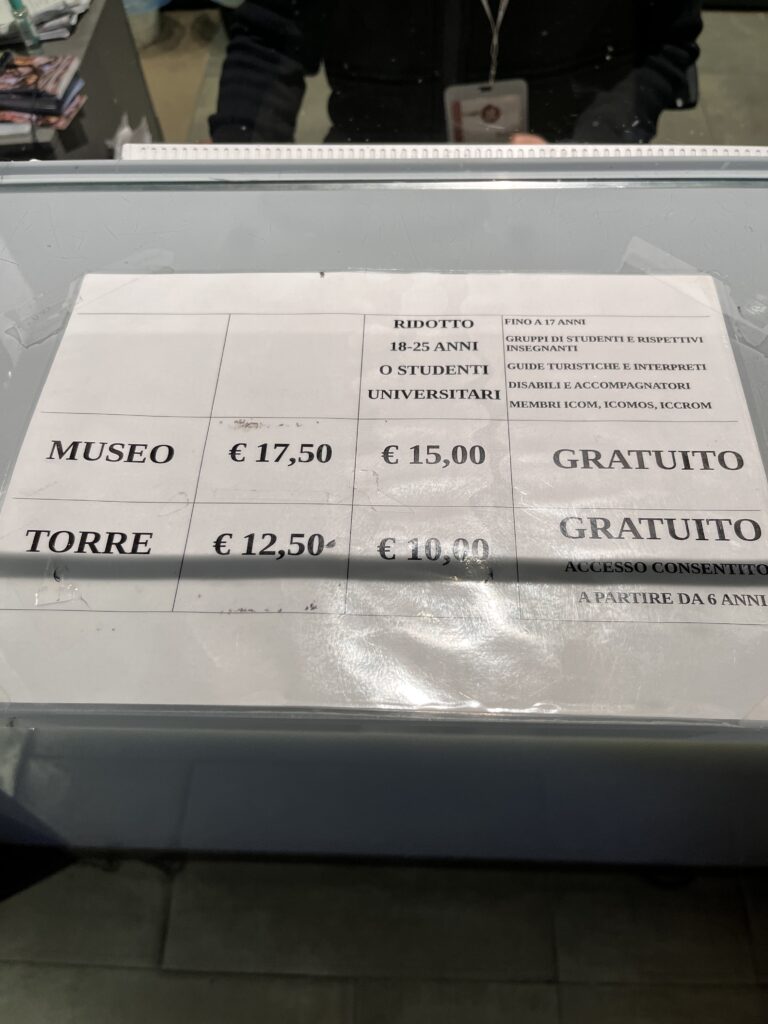 RIDOTTO
18-25 ANNI
O STUDENTI
UNIVERSITARI
FINO A 17 ANNI
GRUPPI DI STUDENTI E RISPETTIVI
INSEGNANTI
GUIDE TURISTICHE E INTERPRETI
DISABILI E ACCOMPAGNATORI
MEMBRI ICOM, ICOMOS, ICCROM
MUSEO € 17,50 € 15,00 GRATUITO
TORRE € 12,50 € 10,00 GRATUITO
ACCESSO CONSENTITO
A PARTIRE DA 6 ANNI